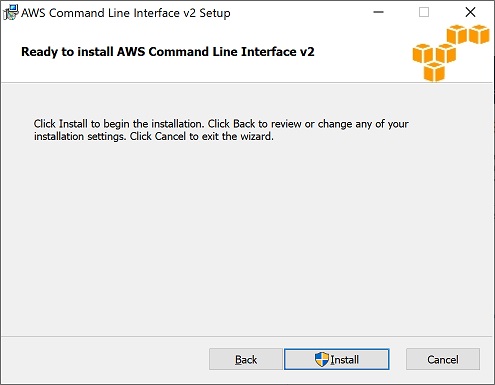 AWS Command Line Interface v2 Setup
Ready to install AWS Command Line Interface v2
Click Install to begin the installation. Click Back to review or change any of your
installation settings. Click Cancel to exit the wizard.
Back
Install
Cancel